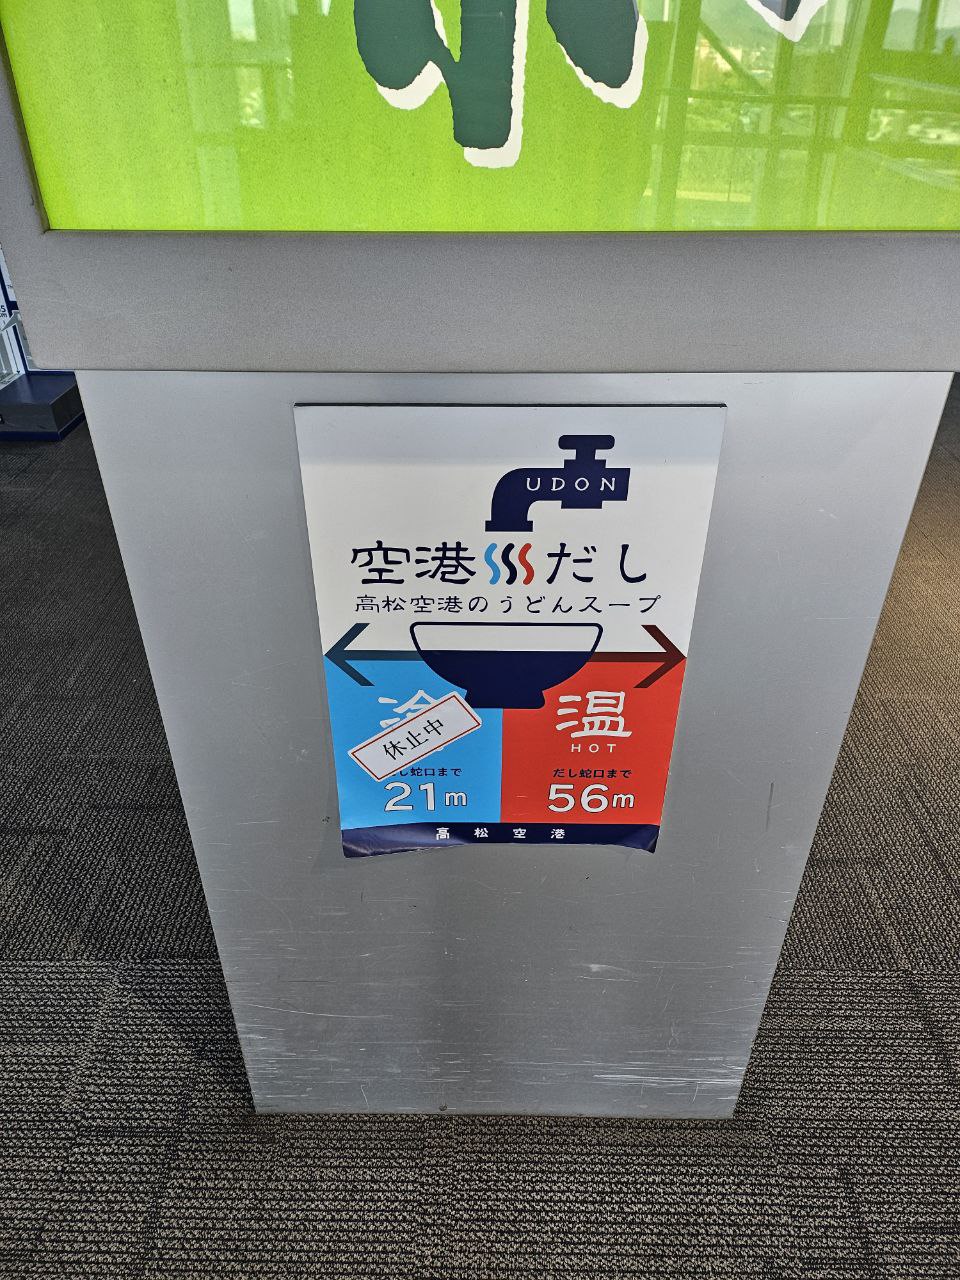 UDON
空港だし
高松空港のうどんスープ
冷
休止中
温
HOT
だし蛇口まで
21m
だし蛇口まで
56m
高松空港